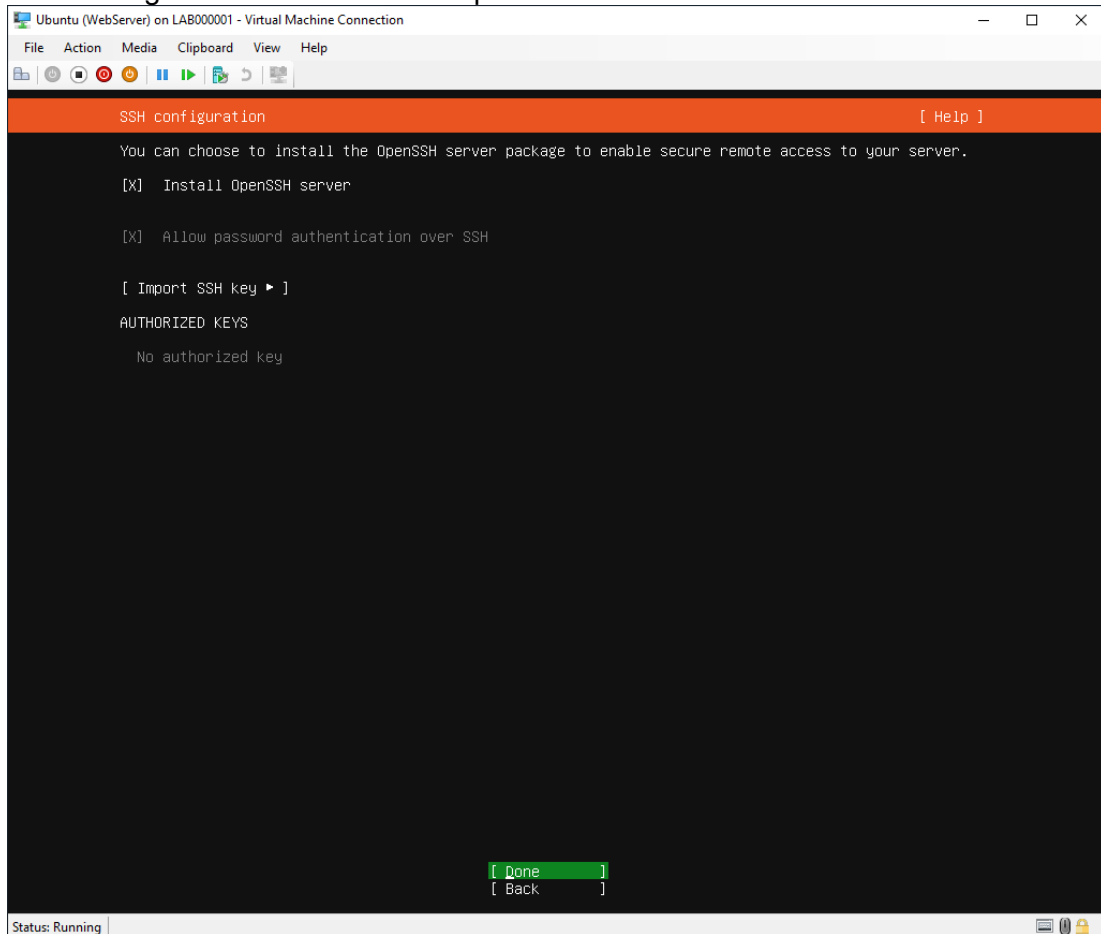 Ubuntu (WebServer) on LAB000001 - Virtual Machine Connection
File Action Media Clipboard View Help
SSH configuration [ Help ]
You can choose to install the OpenSSH server package to enable secure remote access to your server.
[X] Install OpenSSH server
[X] Allow password authentication over SSH
[ Import SSH key ▸ ]
AUTHORIZED KEYS
No authorized key
[ Done ]
[ Back ]
Status: Running